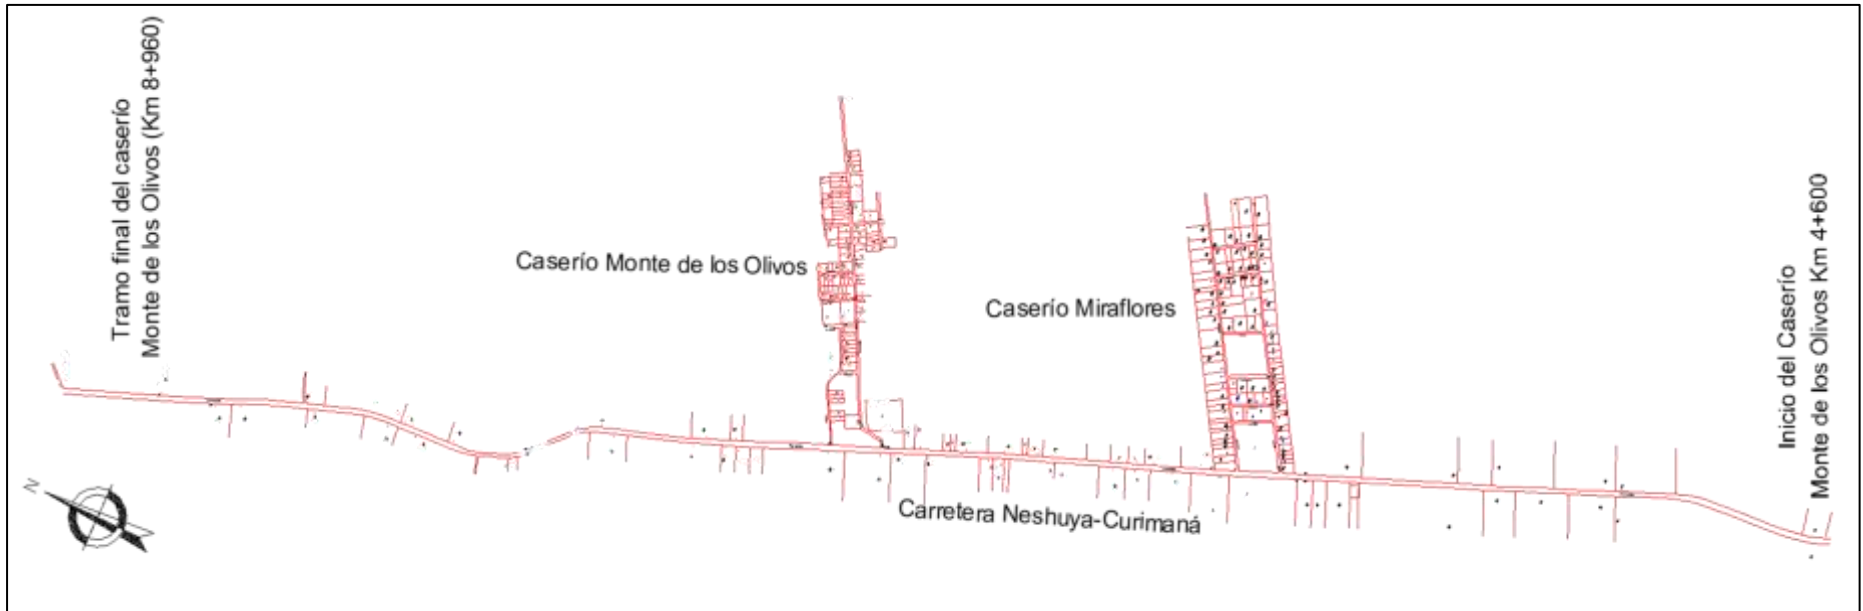 Tramo final del caserío
Monte de los Olivos (Km 8+960)
Caserío Monte de los Olivos
Caserío Miraflores
Inicio del Caserío
Monte de los Olivos Km 4+600
Carretera Neshuya-Curimaná
N